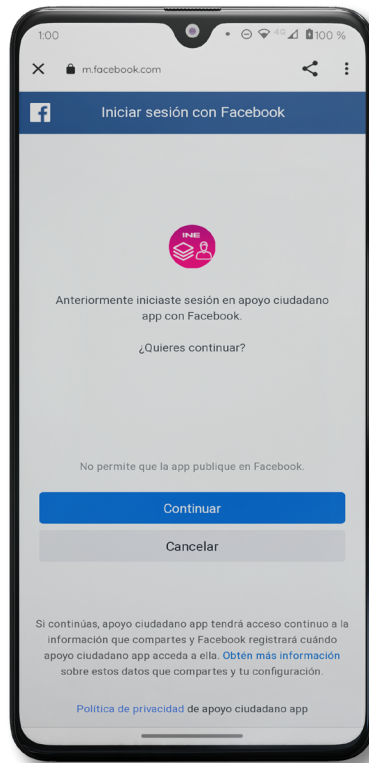 1:00
4G
100 %
m.facebook.com
f
Iniciar sesión con Facebook
INE
Anteriormente iniciaste sesión en apoyo ciudadano
app con Facebook.
¿Quieres continuar?
No permite que la app publique en Facebook.
Continuar
Cancelar
Si continúas, apoyo ciudadano app tendrá acceso continuo a la
información que compartes y Facebook registrará cuándo
apoyo ciudadano app acceda a ella. Obtén más información
sobre estos datos que compartes y tu configuración.
Política de privacidad de apoyo ciudadano app